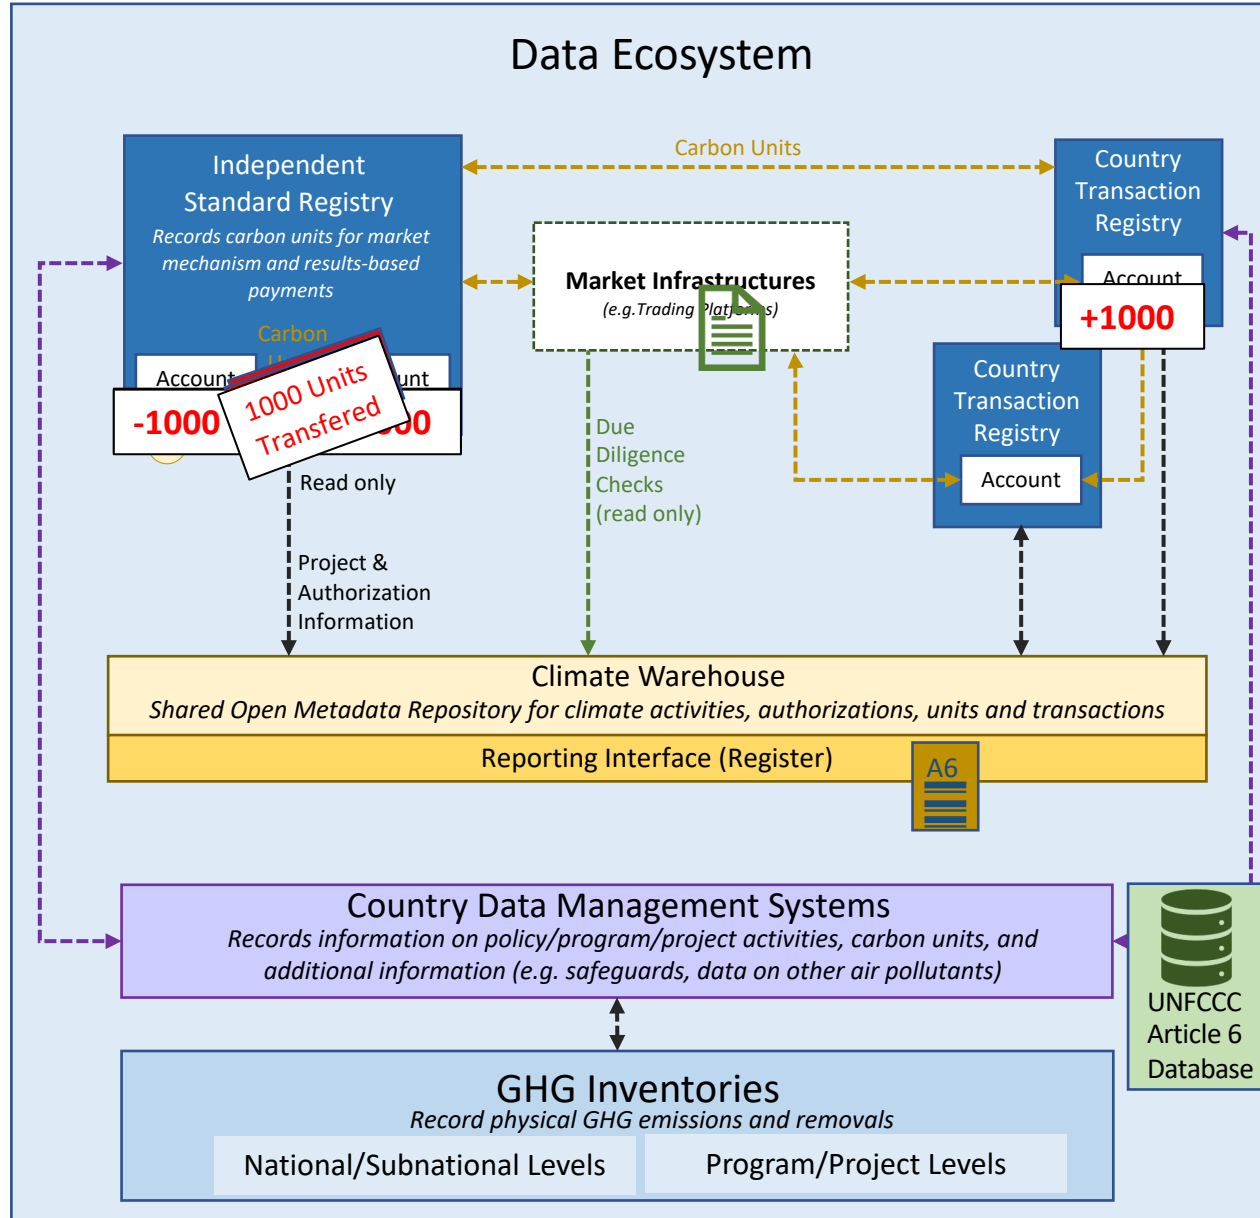 Data Ecosystem
Independent
Standard Registry
Records carbon units for market
mechanism and results-based
payments
Carbon
Account
-1000
1000 Units
Transfered
Carbon Units
Market Infrastructures
(e.g.Trading Platforms)
Country
Transaction
Registry
Account
+1000
Country
Transaction
Registry
Account
Read only
Project &
Authorization
Information
Due
Diligence
Checks
(read only)
Climate Warehouse
Shared Open Metadata Repository for climate activities, authorizations, units and transactions
Reporting Interface (Register)
A6
Country Data Management Systems
Records information on policy/program/project activities, carbon units, and
additional information (e.g. safeguards, data on other air pollutants)
UNFCCC
Article 6
Database
GHG Inventories
Record physical GHG emissions and removals
National/Subnational Levels
Program/Project Levels